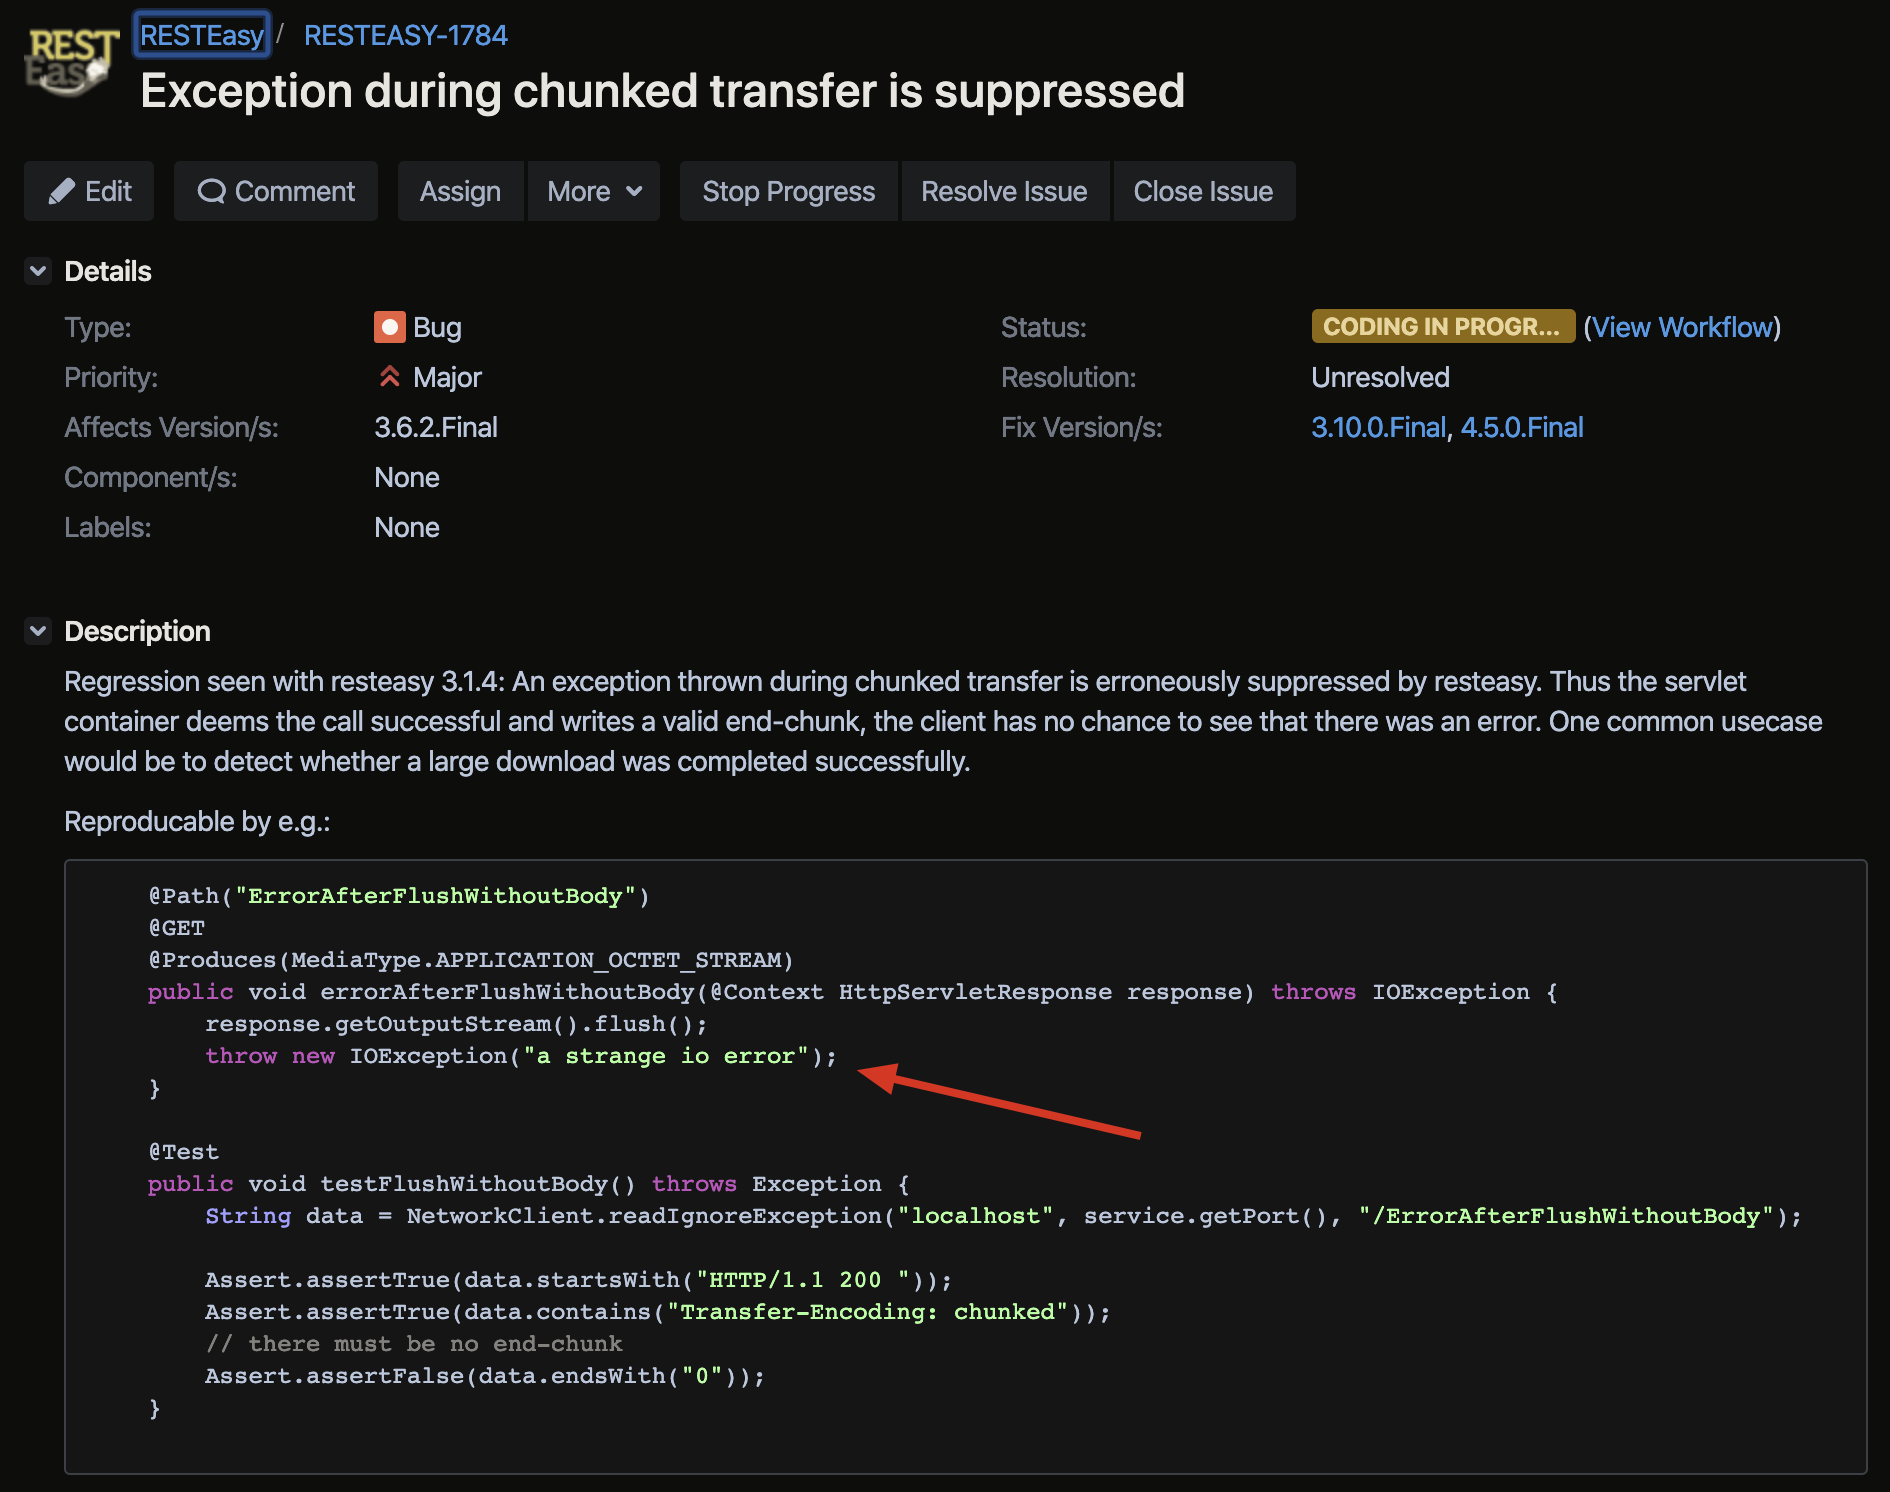 REST
Easy
RESTEasy / RESTEASY-1784
Exception during chunked transfer is suppressed
Edit Comment Assign More Stop Progress Resolve Issue Close Issue
Details
Type: Bug Status: CODING IN PROGR... (View Workflow)
Priority: Major Resolution: Unresolved
Affects Version/s: 3.6.2.Final Fix Version/s: 3.10.0.Final, 4.5.0.Final
Component/s: None
Labels: None
Description
Regression seen with resteasy 3.1.4: An exception thrown during chunked transfer is erroneously suppressed by resteasy. Thus the servlet
container deems the call successful and writes a valid end-chunk, the client has no chance to see that there was an error. One common usecase
would be to detect whether a large download was completed successfully.
Reproducable by e.g.:
@Path("ErrorAfterFlushWithoutBody")
@GET
@Produces(MediaType.APPLICATION_OCTET_STREAM)
public void errorAfterFlushWithoutBody(@Context HttpServletResponse response) throws IOException {
response.getOutputStream().flush();
throw new IOException("a strange io error");
}
@Test
public void testFlushWithoutBody() throws Exception {
String data = NetworkClient.readIgnoreException("localhost", service.getPort(), "/ErrorAfterFlushWithoutBody");
Assert.assertTrue(data.startsWith("HTTP/1.1 200 "));
Assert.assertTrue(data.contains("Transfer-Encoding: chunked"));
// there must be no end-chunk
Assert.assertFalse(data.endsWith("0"));
}